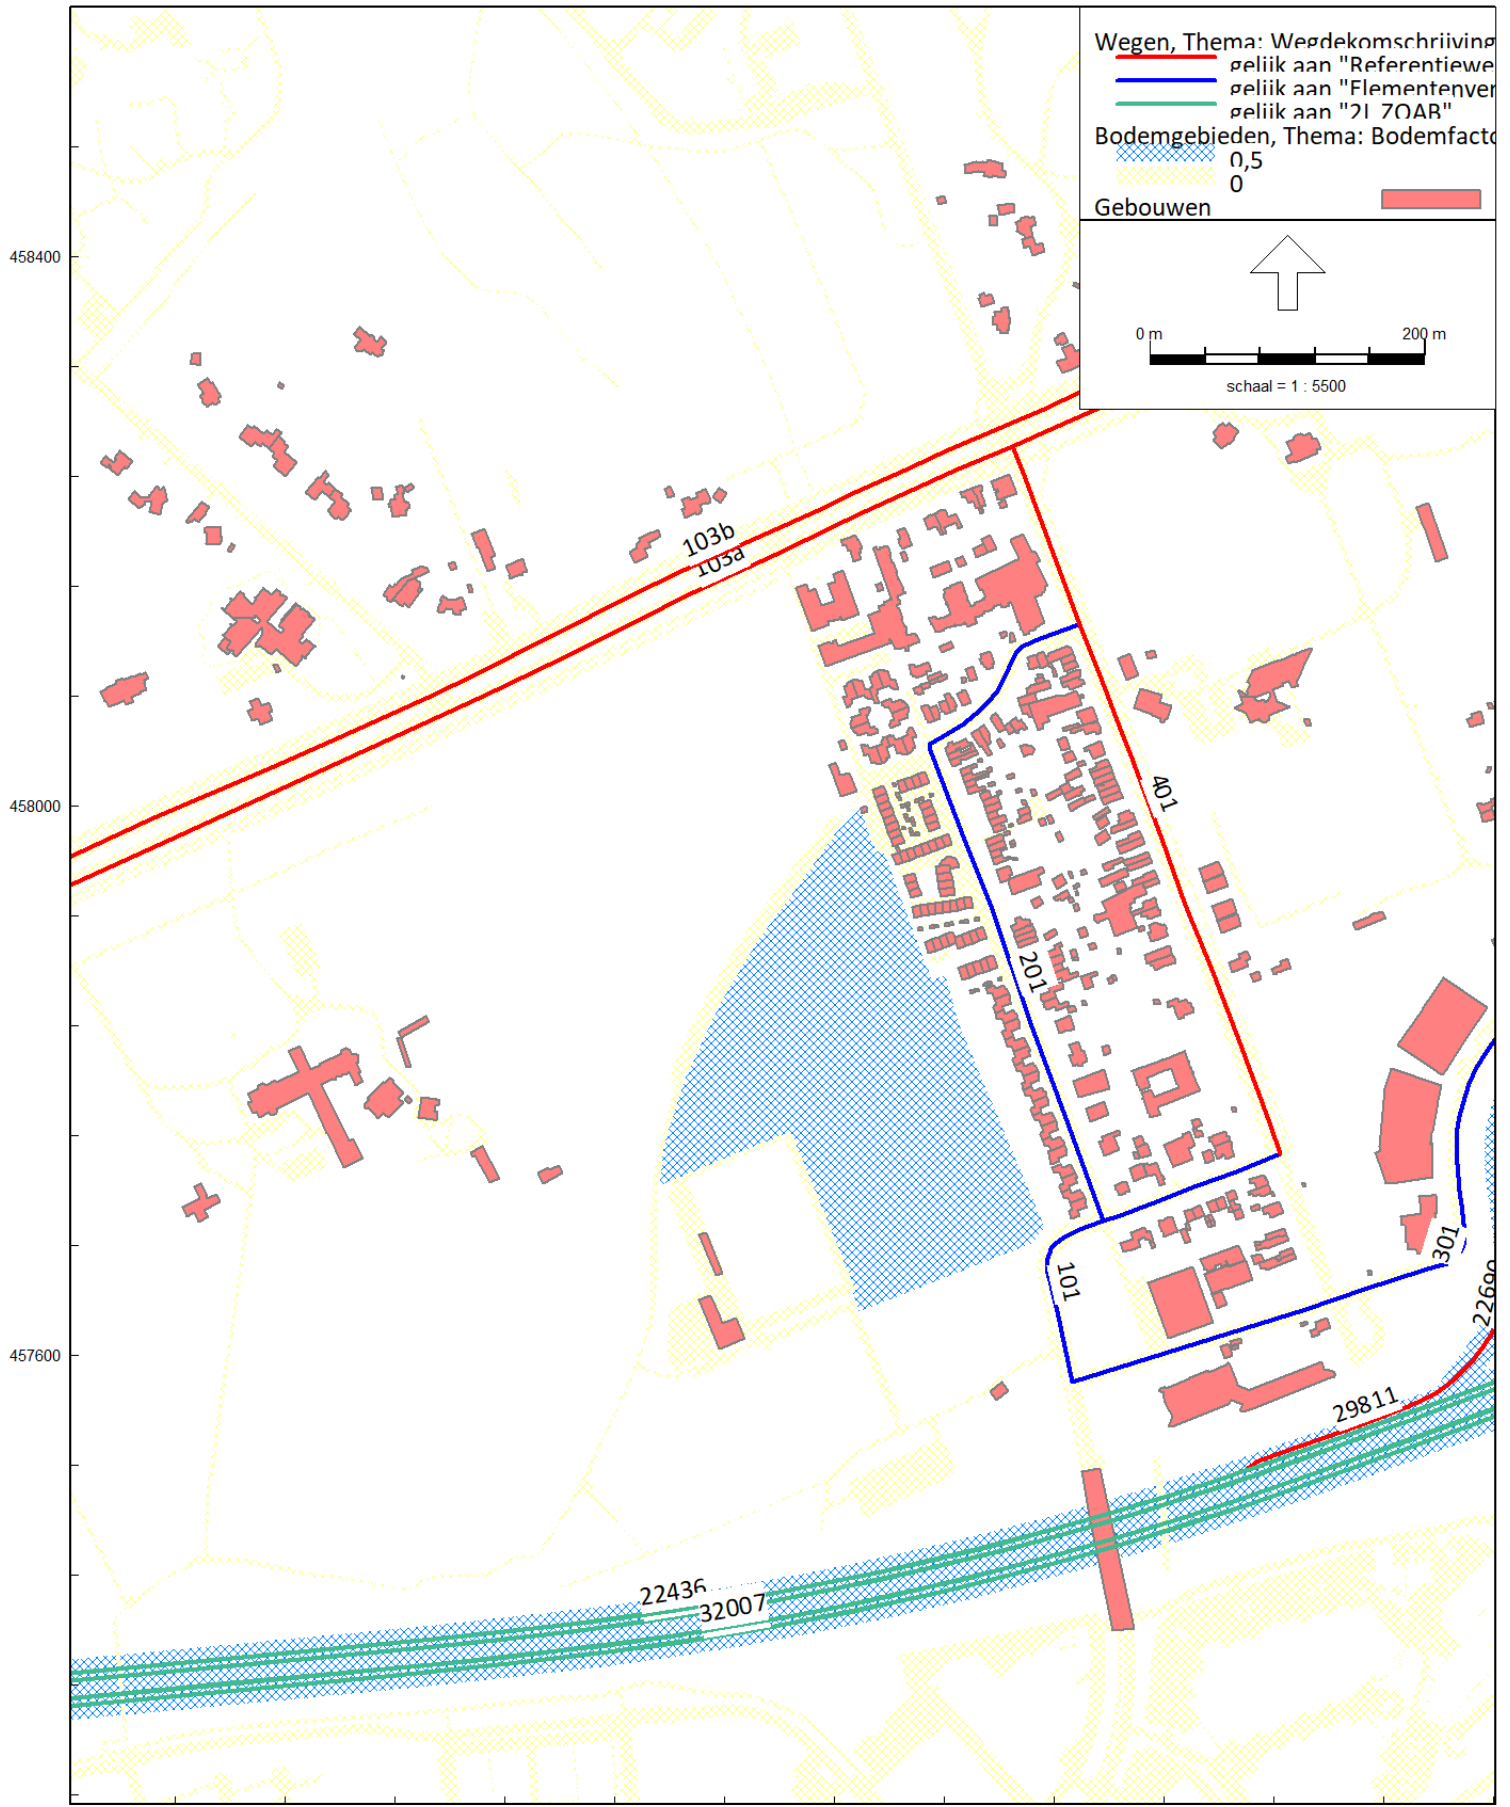 Wegen, Thema: Wegdekomschrijving
gelijk aan "Referentiewe
gelijk aan "Elementenver
gelijk aan "2L ZOAB"
Bodemgebieden, Thema: Bodemfacto
0,5
0
Gebouwen
0 m
200 m
schaal = 1 : 5500
458400
458000
457600
103b
103a
401
201
101
301
22690
29811
22436
32007